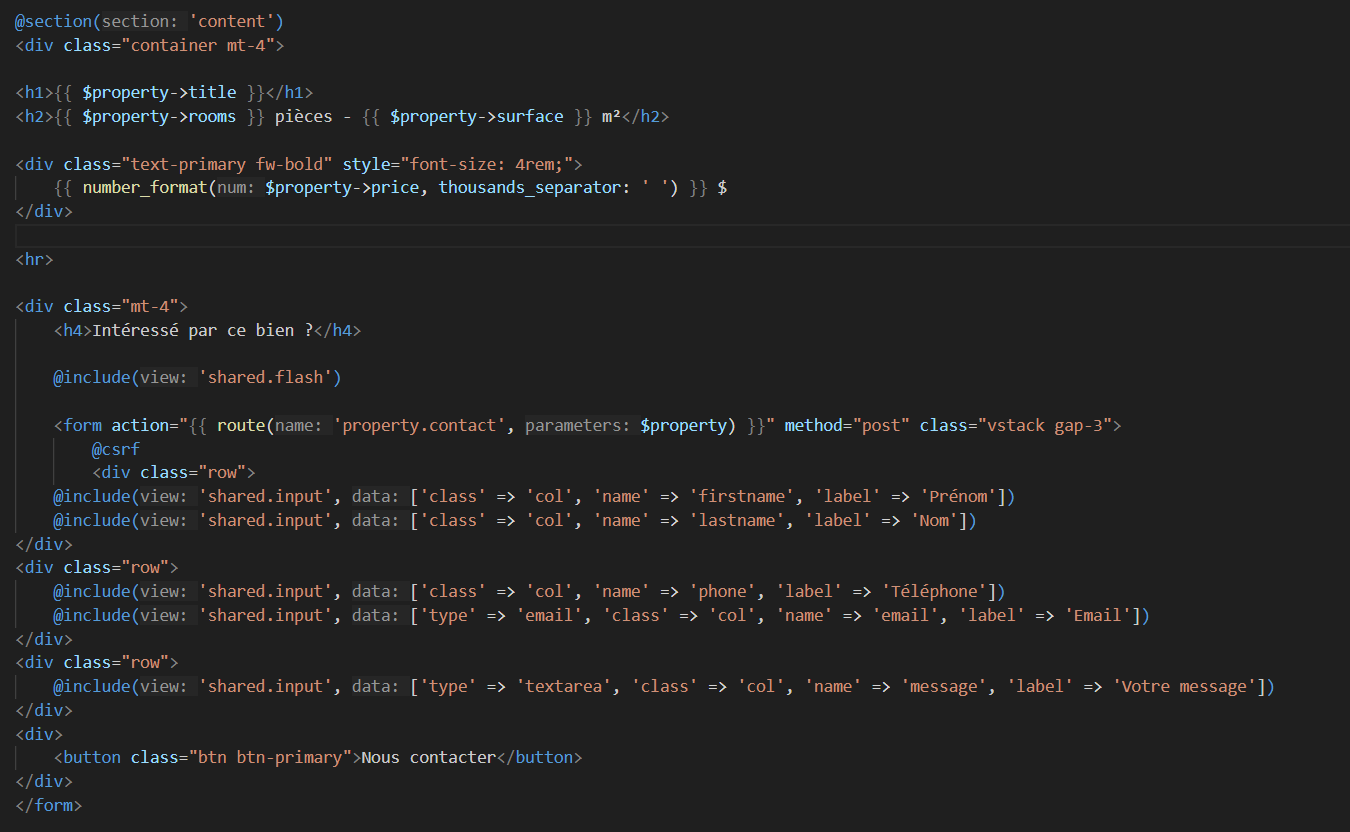 @section(section: 'content')
<div class="container mt-4">
<h1>{{ $property->title }}</h1>
<h2>{{ $property->rooms }} pièces - {{ $property->surface }} m²</h2>
<div class="text-primary fw-bold" style="font-size: 4rem;">
{{ number_format(num: $property->price, thousands_separator: ' ') }} $
</div>
<hr>
<div class="mt-4">
<h4>Intéressé par ce bien ?</h4>
@include(view: 'shared.flash')
<form action="{{ route(name: 'property.contact', parameters: $property) }}" method="post" class="vstack gap-3">
@csrf
<div class="row">
@include(view: 'shared.input', data: ['class' => 'col', 'name' => 'firstname', 'label' => 'Prénom'])
@include(view: 'shared.input', data: ['class' => 'col', 'name' => 'lastname', 'label' => 'Nom'])
</div>
<div class="row">
@include(view: 'shared.input', data: ['class' => 'col', 'name' => 'phone', 'label' => 'Téléphone'])
@include(view: 'shared.input', data: ['type' => 'email', 'class' => 'col', 'name' => 'email', 'label' => 'Email'])
</div>
<div class="row">
@include(view: 'shared.input', data: ['type' => 'textarea', 'class' => 'col', 'name' => 'message', 'label' => 'Votre message'])
</div>
<div>
<button class="btn btn-primary">Nous contacter</button>
</div>
</form>